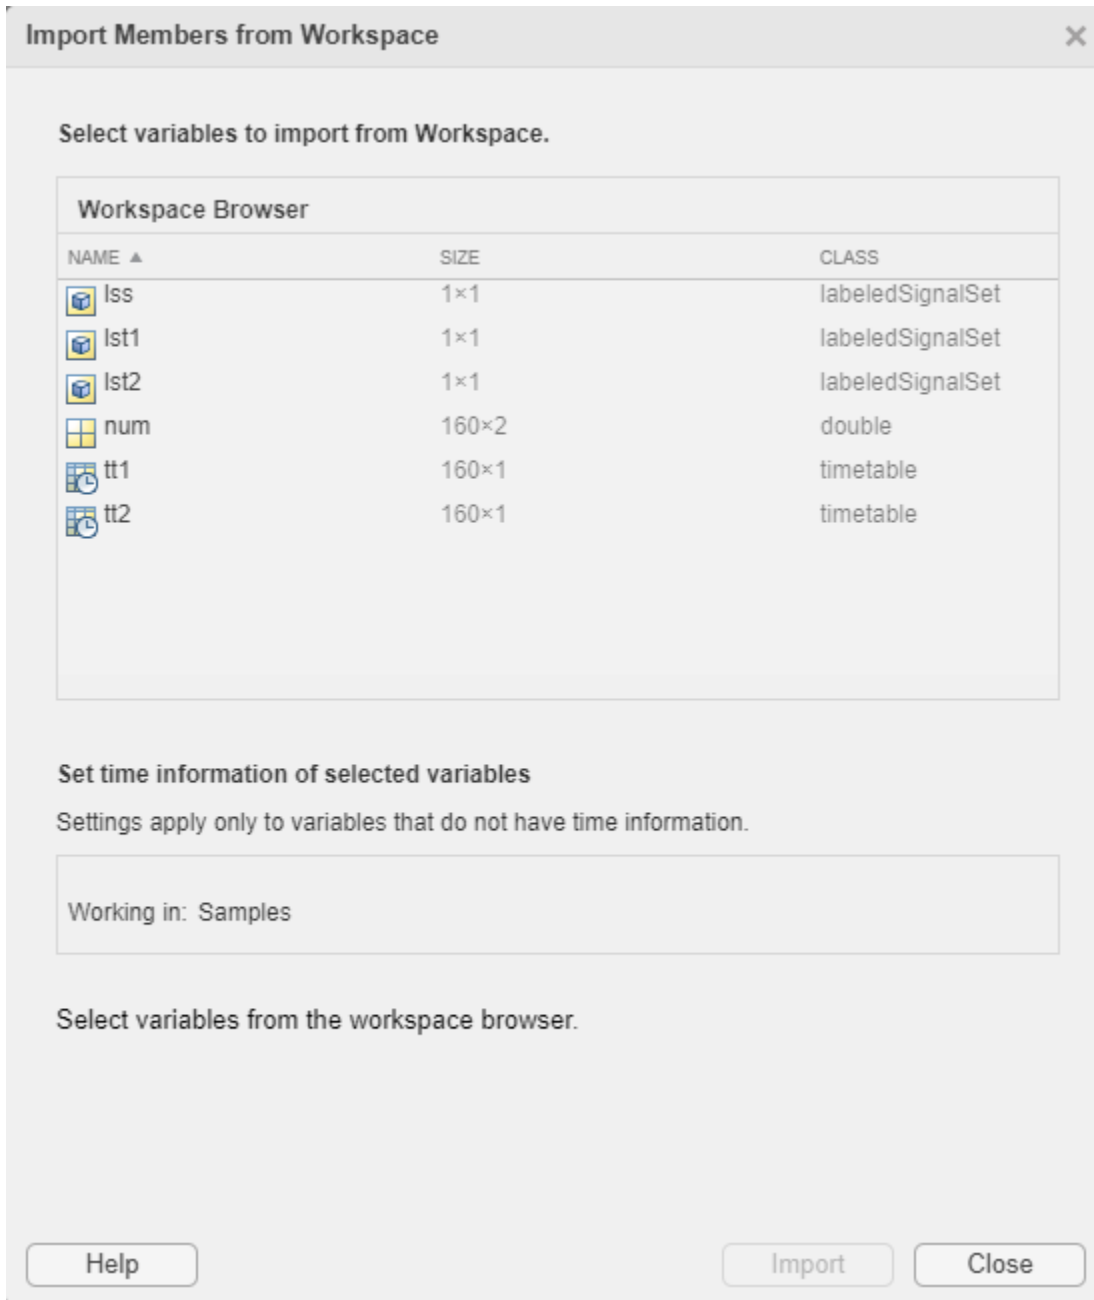 Import Members from Workspace ×
Select variables to import from Workspace.
Workspace Browser
NAME ▲ SIZE CLASS
lss 1×1 labeledSignalSet
lst1 1×1 labeledSignalSet
lst2 1×1 labeledSignalSet
num 160×2 double
tt1 160×1 timetable
tt2 160×1 timetable
Set time information of selected variables
Settings apply only to variables that do not have time information.
Working in: Samples
Select variables from the workspace browser.
Help Import Close